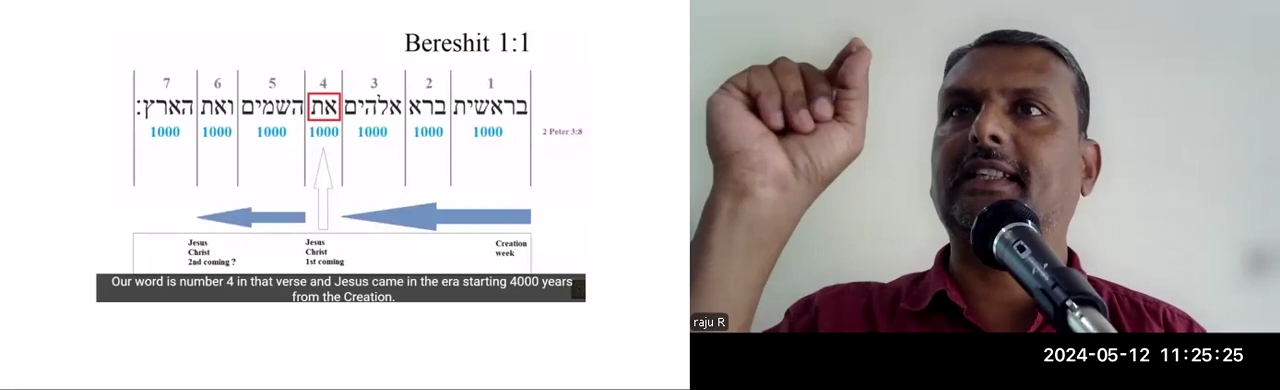 Bereshit 1:1
7 6 5 4 3 2 1
בראשית ברא אלהים את השמים ואת הארץ:
1000 1000 1000 1000 1000 1000 1000 2 Peter 3:8
Jesus
Christ
2nd coming ?
Jesus
Christ
1st coming
Creation
week
Our word is number 4 in that verse and Jesus came in the era starting 4000 years
from the Creation.
raju R
2024-05-12 11:25:25